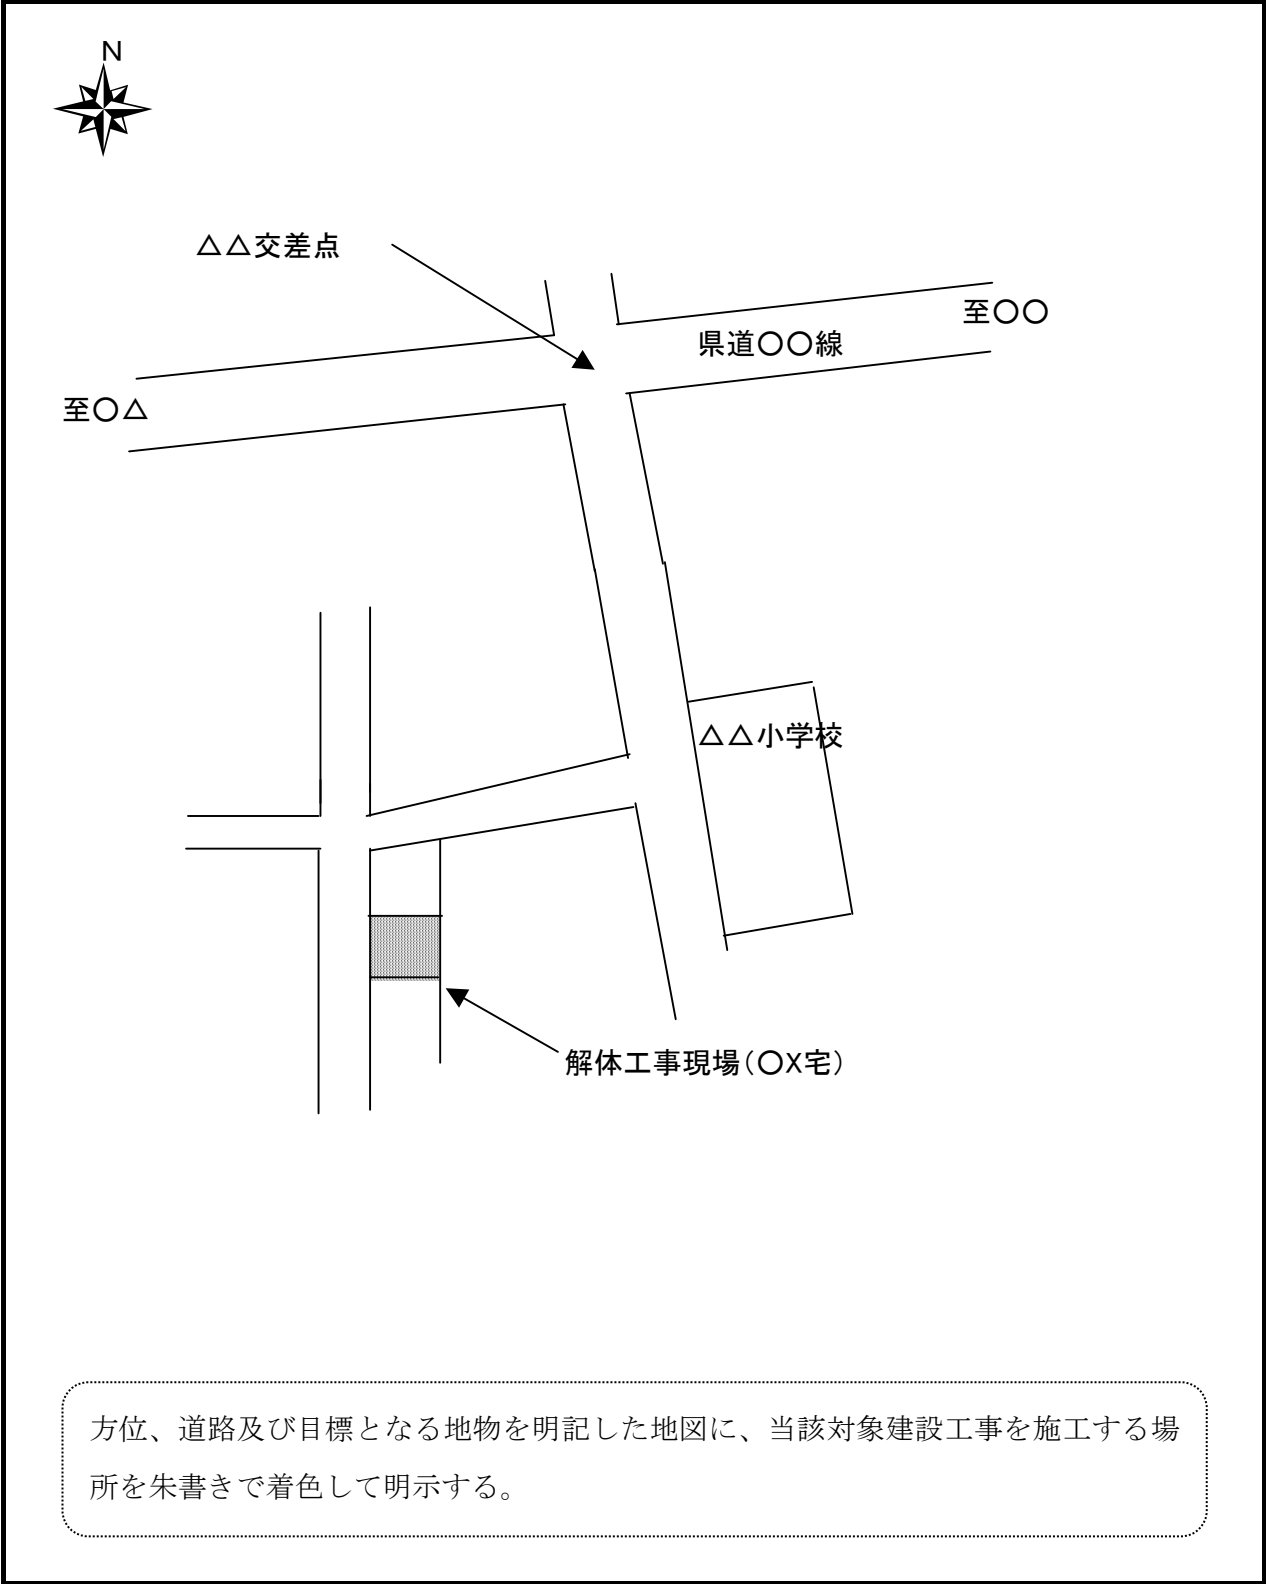 N
△△交差点
至〇〇
県道〇〇線
至〇△
△△小学校
解体工事現場(〇X宅)
方位、道路及び目標となる地物を明記した地図に、当該対象建設工事を施工する場
所を朱書きで着色して明示する。